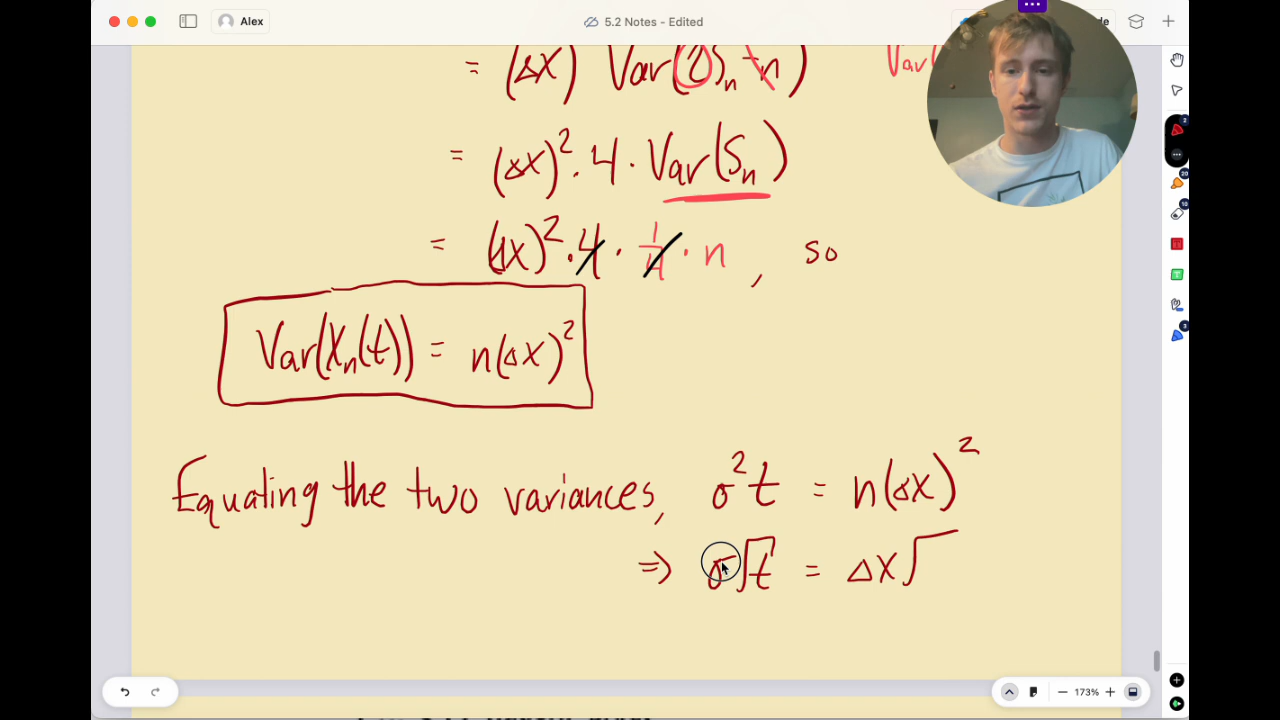 Alex
5.2 Notes - Edited
= (Δx) Var(2Sn - n)
Var(
= (Δx)²·4·Var(Sn)
= (Δx)²·4·1/4·n, so
Var(Xn(t)) = n(Δx)²
Equating the two variances, σ²t = n(Δx)²
⇒ σ√t = Δx√
173%